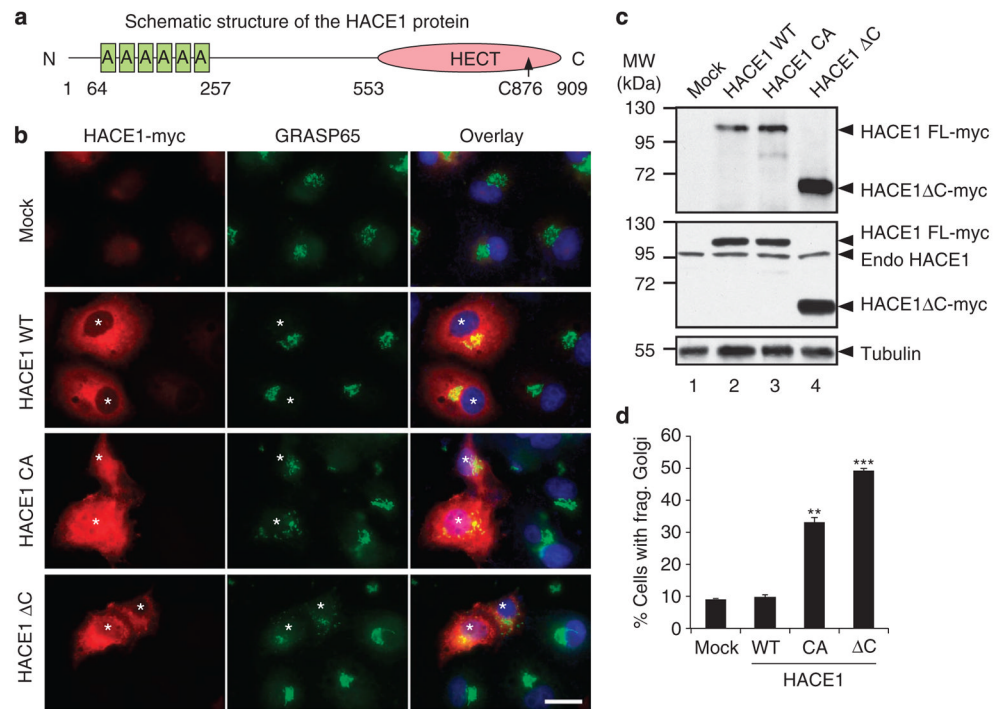 a
Schematic structure of the HACE1 protein
N A A A A A A HECT C
1 64 257 553 C876 909
b
HACE1-myc GRASP65 Overlay
Mock
HACE1 WT
* * *
* * *
HACE1 CA
* * *
* * *
HACE1 ΔC
* * *
* * *
c
MW
(kDa)
Mock
HACE1 WT
HACE1 CA
HACE1 ΔC
130
95
72
HACE1 FL-myc
HACE1ΔC-myc
130
95
72
HACE1 FL-myc
Endo HACE1
HACE1ΔC-myc
55
Tubulin
1 2 3 4
d
% Cells with frag. Golgi
60
50
40
30
20
10
0
**
***
Mock WT CA ΔC
HACE1